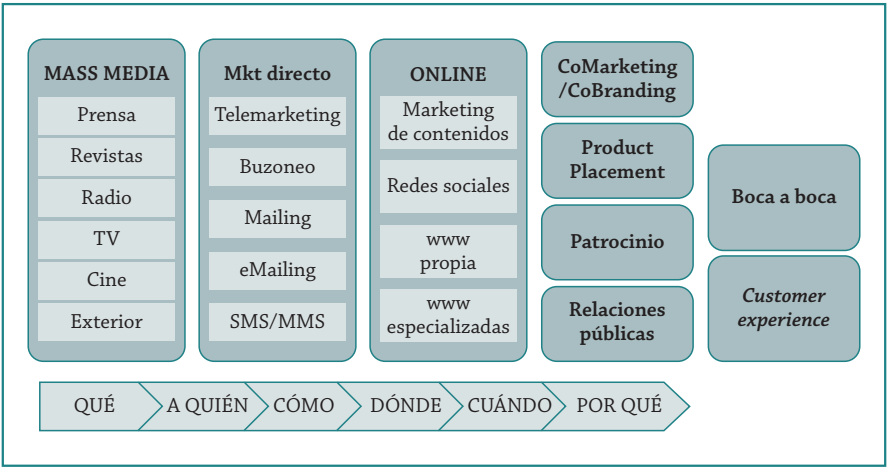 MASS MEDIA
Prensa
Revistas
Radio
TV
Cine
Exterior
Mkt directo
Telemarketing
Buzoneo
Mailing
eMailing
SMS/MMS
ONLINE
Marketing
de contenidos
Redes sociales
www
propia
www
especializadas
CoMarketing
/CoBranding
Product
Placement
Patrocinio
Relaciones
públicas
Boca a boca
Customer
experience
QUÉ
A QUIÉN
CÓMO
DÓNDE
CUÁNDO
POR QUÉ